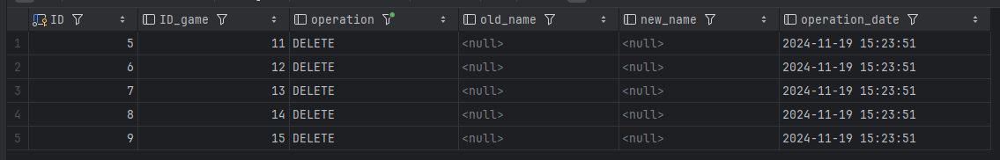 ID ID_game operation old_name new_name operation_date
1 5 11 DELETE <null> <null> 2024-11-19 15:23:51
2 6 12 DELETE <null> <null> 2024-11-19 15:23:51
3 7 13 DELETE <null> <null> 2024-11-19 15:23:51
4 8 14 DELETE <null> <null> 2024-11-19 15:23:51
5 9 15 DELETE <null> <null> 2024-11-19 15:23:51